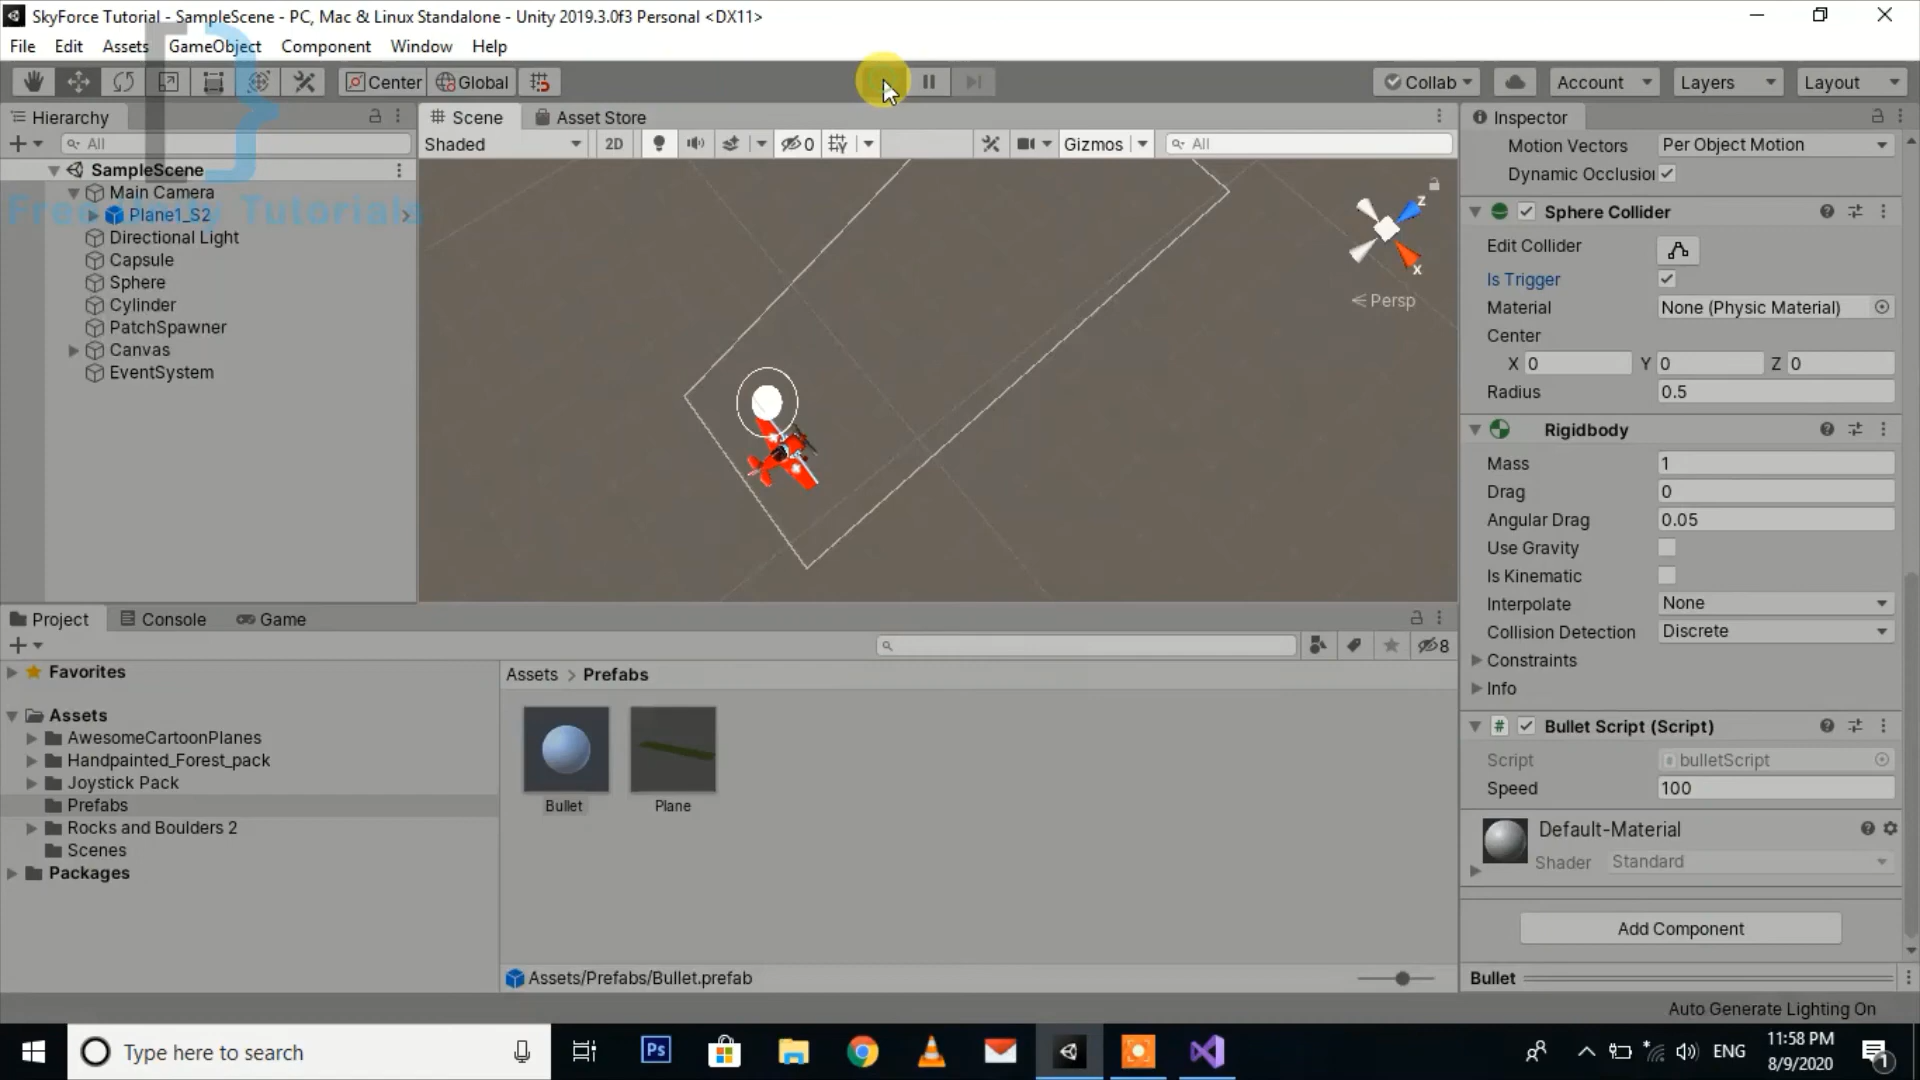 SkyForce Tutorial - SampleScene - PC, Mac & Linux Standalone - Unity 2019.3.0f3 Personal <DX11>
File Edit Assets GameObject Component Window Help
Center Global Collab Account Layers Layout
Hierarchy
All
SampleScene
Main Camera
Plane1_S2
Directional Light
Capsule
Sphere
Cylinder
PatchSpawner
Canvas
EventSystem
Free Unity Tutorials
Scene Asset Store
Shaded 2D 0 Gizmos All
z
x
Persp
Inspector
Motion Vectors Per Object Motion
Dynamic Occlusion
Sphere Collider
Edit Collider
Is Trigger
Material None (Physic Material)
Center
X 0 Y 0 Z 0
Radius 0.5
Rigidbody
Mass 1
Drag 0
Angular Drag 0.05
Use Gravity
Is Kinematic
Interpolate None
Collision Detection Discrete
Constraints
Info
Bullet Script (Script)
Script bulletScript
Speed 100
Default-Material
Shader Standard
Add Component
Bullet
Project Console Game
8
Favorites
Assets
AwesomeCartoonPlanes
Handpainted_Forest_pack
Joystick Pack
Prefabs
Rocks and Boulders 2
Scenes
Packages
Assets > Prefabs
Bullet Plane
Assets/Prefabs/Bullet.prefab
Auto Generate Lighting On
Type here to search
Ps
ENG
11:58 PM
8/9/2020
1